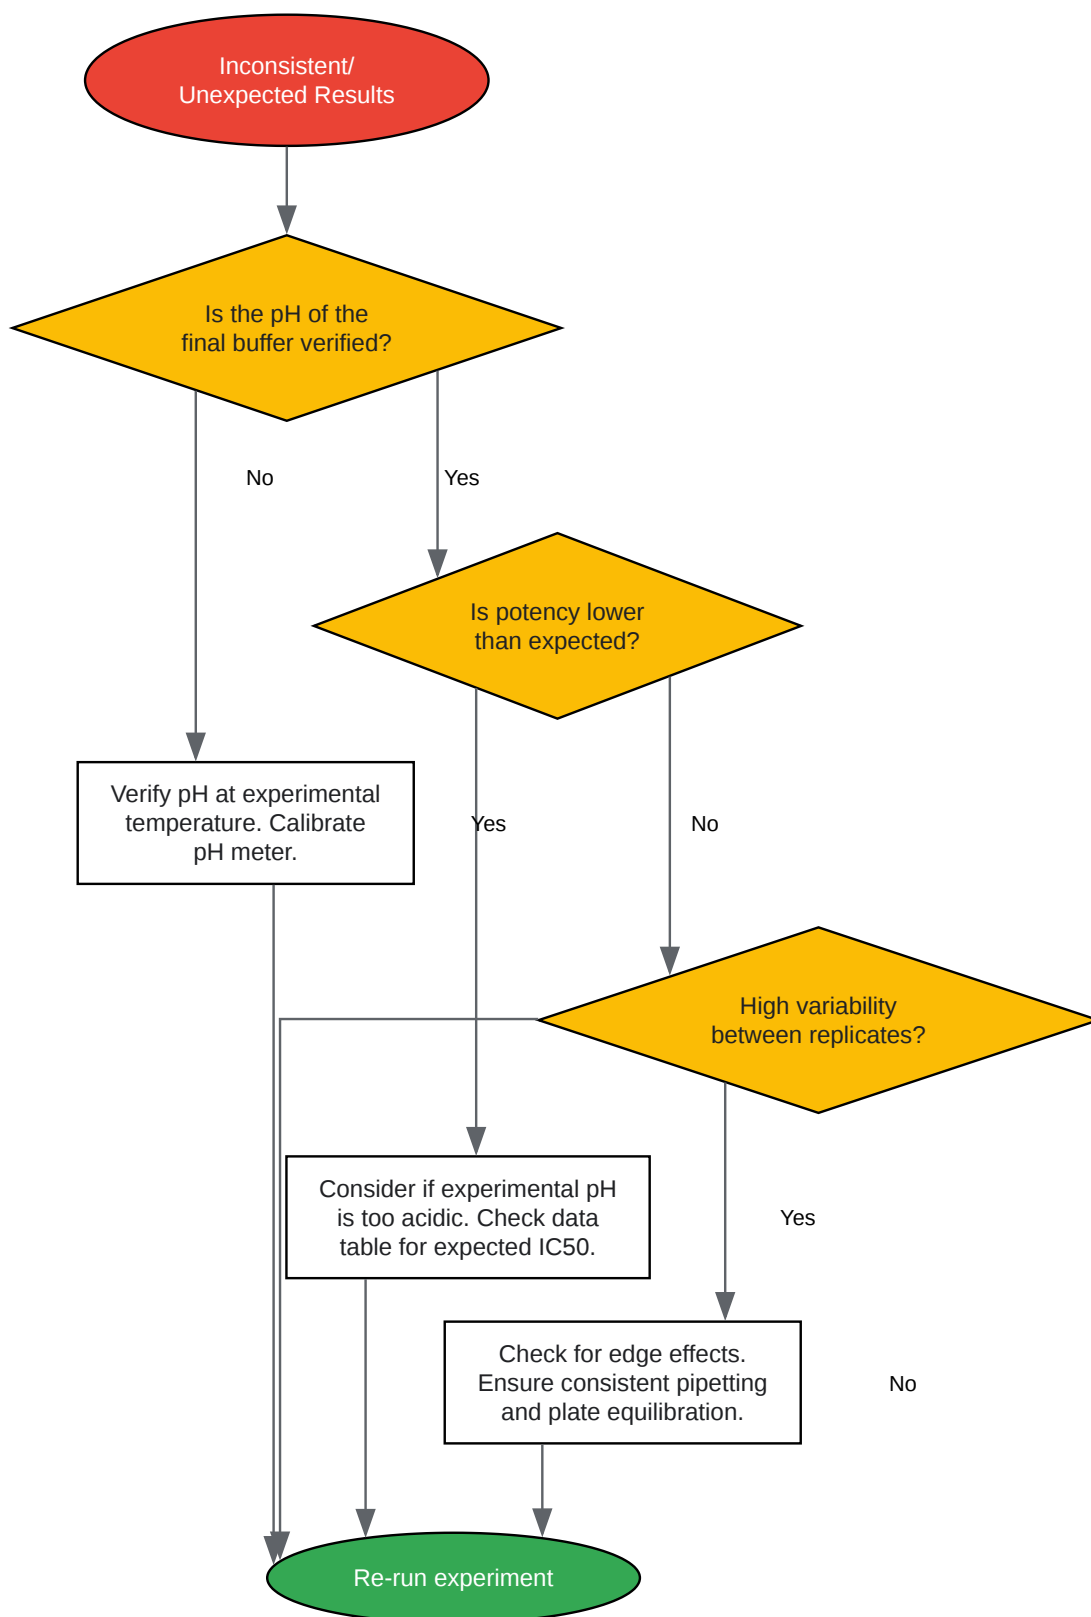 Inconsistent/
Unexpected Results
Is the pH of the
final buffer verified?
No
Yes
Is potency lower
than expected?
Verify pH at experimental
temperature. Calibrate
pH meter.
Yes
No
High variability
between replicates?
Consider if experimental pH
is too acidic. Check data
table for expected IC50.
Yes
Check for edge effects.
Ensure consistent pipetting
and plate equilibration.
No
Re-run experiment